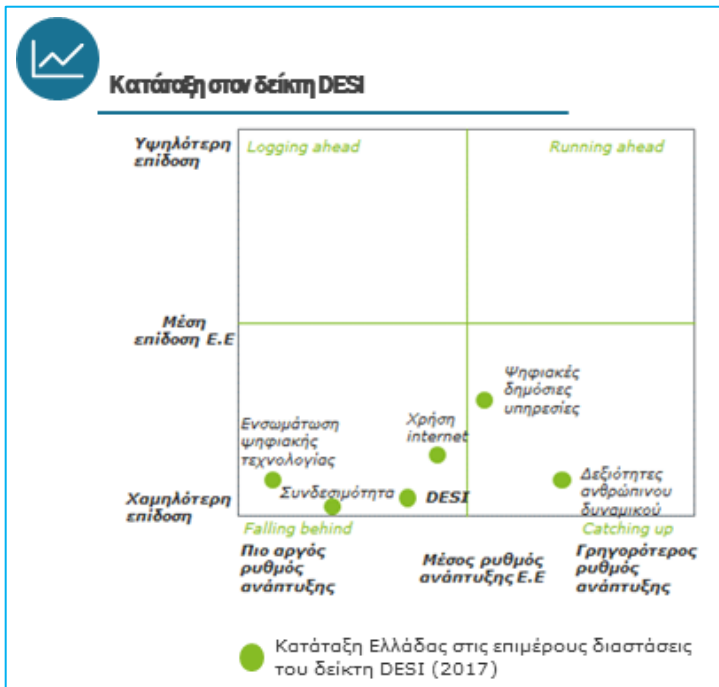 Κατάταξη στον δείκτη DESI
Υψηλότερη
επίδοση
Logging ahead
Running ahead
Μέση
επίδοση Ε.Ε
Ψηφιακές
δημόσιες
υπηρεσίες
Χρήση
internet
Ενσωμάτωση
ψηφιακής
τεχνολογίας
Συνδεσιμότητα
DESI
Δεξιότητες
ανθρώπινου
δυναμικού
Χαμηλότερη
επίδοση
Falling behind
Catching up
Πιο αργός
ρυθμός
ανάπτυξης
Μέσος ρυθμός
ανάπτυξης Ε.Ε
Γρηγορότερος
ρυθμός
ανάπτυξης
Κατάταξη Ελλάδας στις επιμέρους διαστάσεις
του δείκτη DESI (2017)